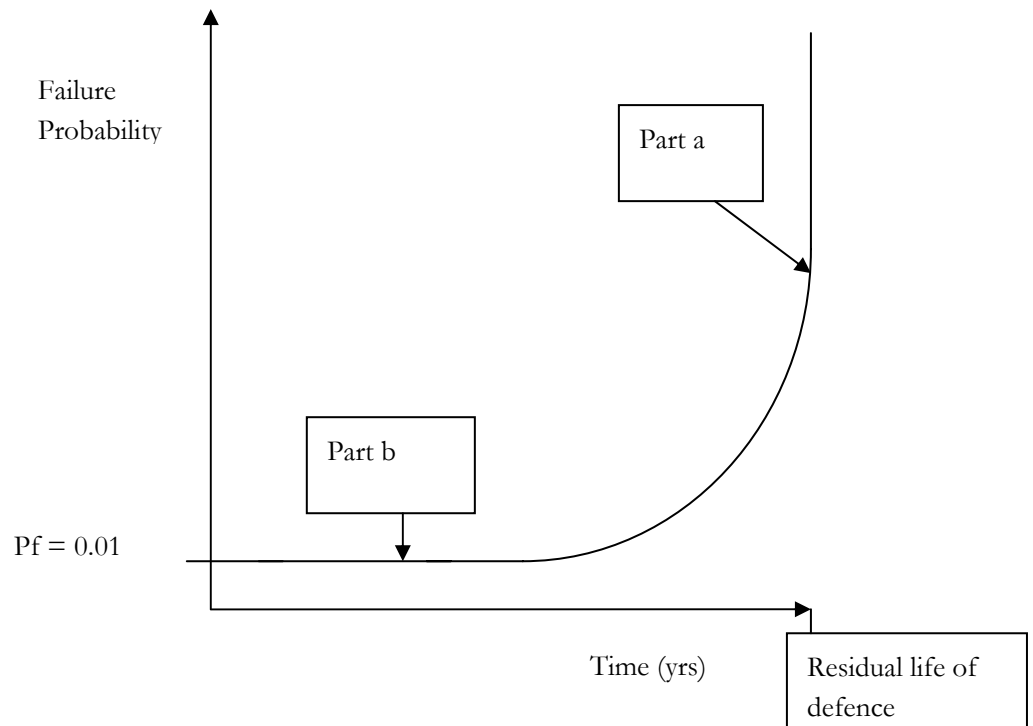 Failure
Probability
Part a
Part b
Pf = 0.01
Time (yrs)
Residual life of
defence